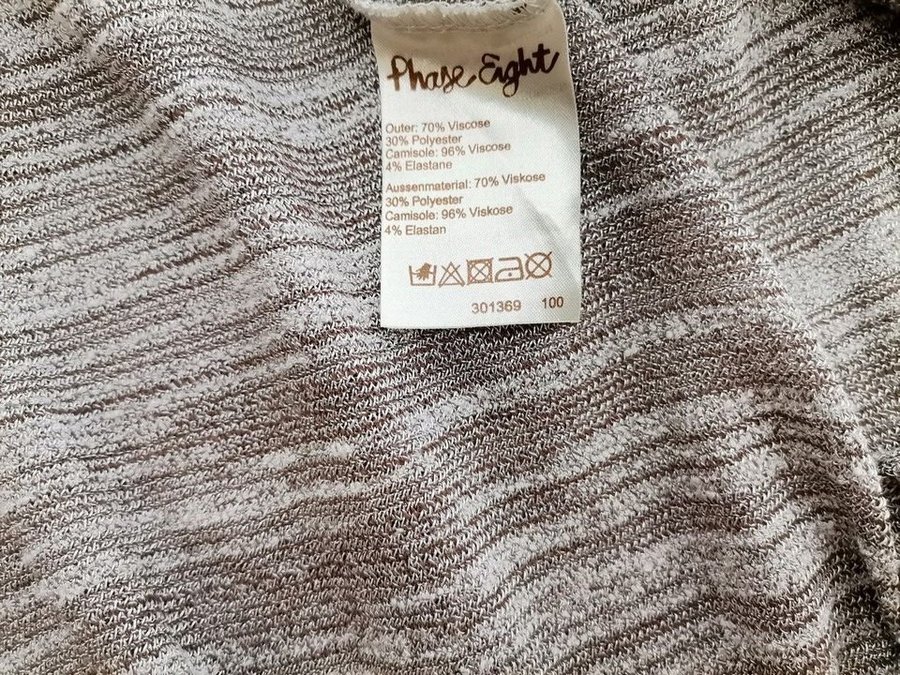 Phase Eight
Outer: 70% Viscose
30% Polyester
Camisole: 96% Viscose
4% Elastane
Aussenmaterial: 70% Viskose
30% Polyester
Camisole: 96% Viskose
4% Elastan
301369 100